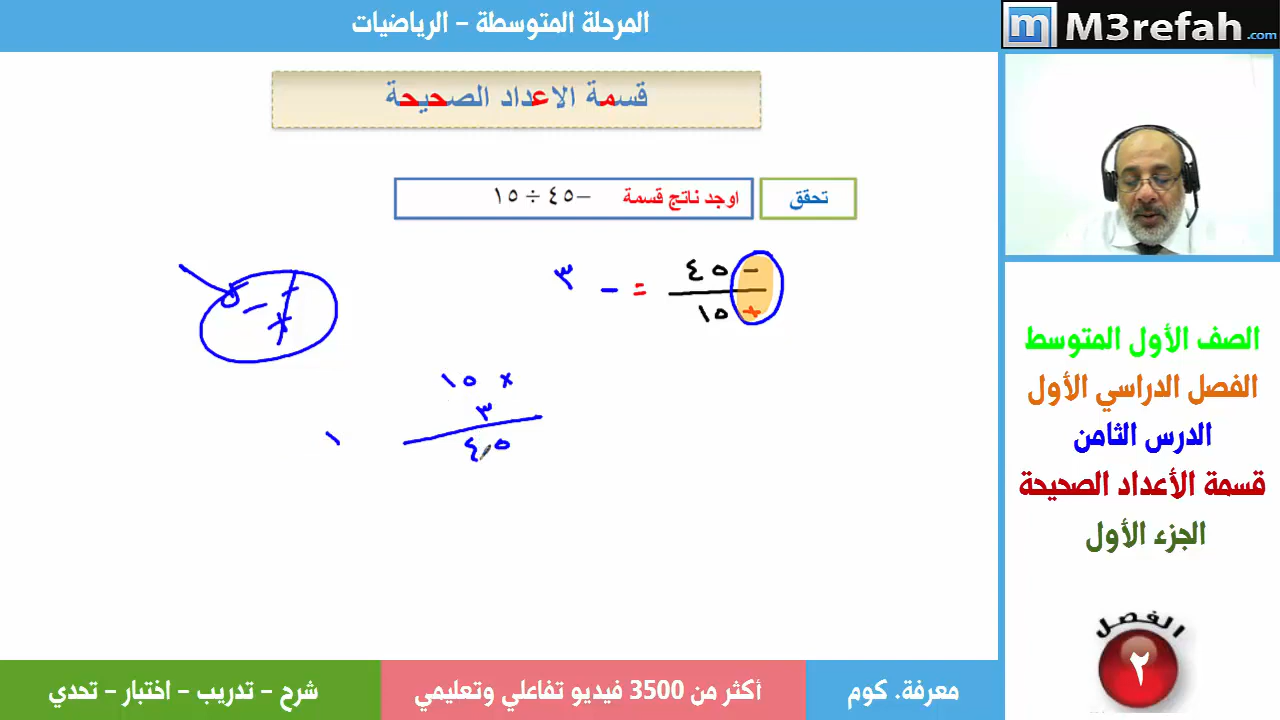 المرحلة المتوسطة – الرياضيات
M3refah.com
قسمة الاعداد الصحيحة
تحقق
اوجد ناتج قسمة –٤٥ ÷ ١٥
–٤٥
+١٥
= – ٣
١٥ ×
٣
٤٥
١
الصف الأول المتوسط
الفصل الدراسي الأول
الدرس الثامن
قسمة الأعداد الصحيحة
الجزء الأول
الفصل
٢
معرفة. كوم
أكثر من 3500 فيديو تفاعلي وتعليمي
شرح – تدريب – اختبار – تحدي